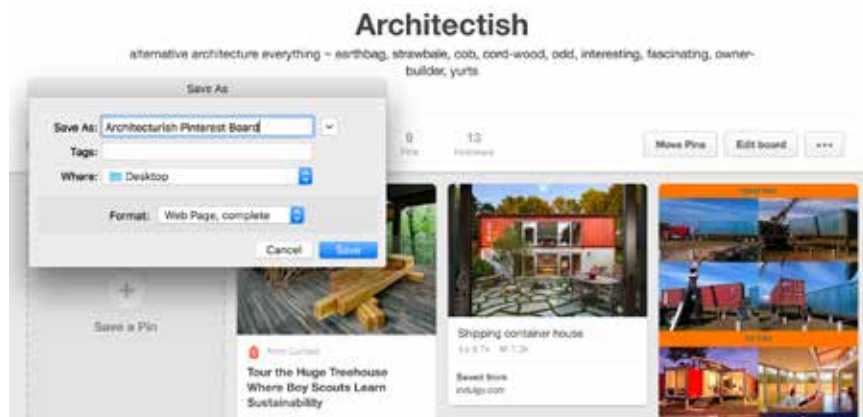 Architectish
alternative architecture everything ~ earthbag, strawbale, cob, cord-wood, odd, interesting, fascinating, owner-
builder, yurts
Save As
Save As: Architecturish Pinterest Board
Tags:
Where: Desktop
Format: Web Page, complete
Cancel Save
9
Pins
13
Followers
Move Pins Edit board
Save a Pin
Tour the Huge Treehouse
Where Boy Scouts Learn
Sustainability
Shipping container house
Saved from
indulgy.com